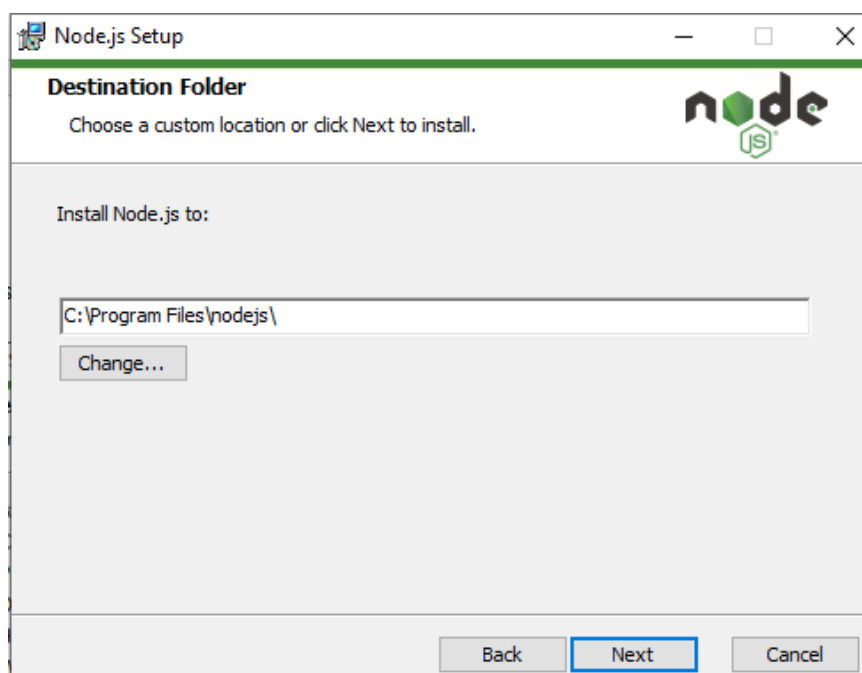 Node.js Setup
Destination Folder
Choose a custom location or click Next to install.
node
JS
Install Node.js to:
C:\Program Files\nodejs\
Change...
Back Next Cancel